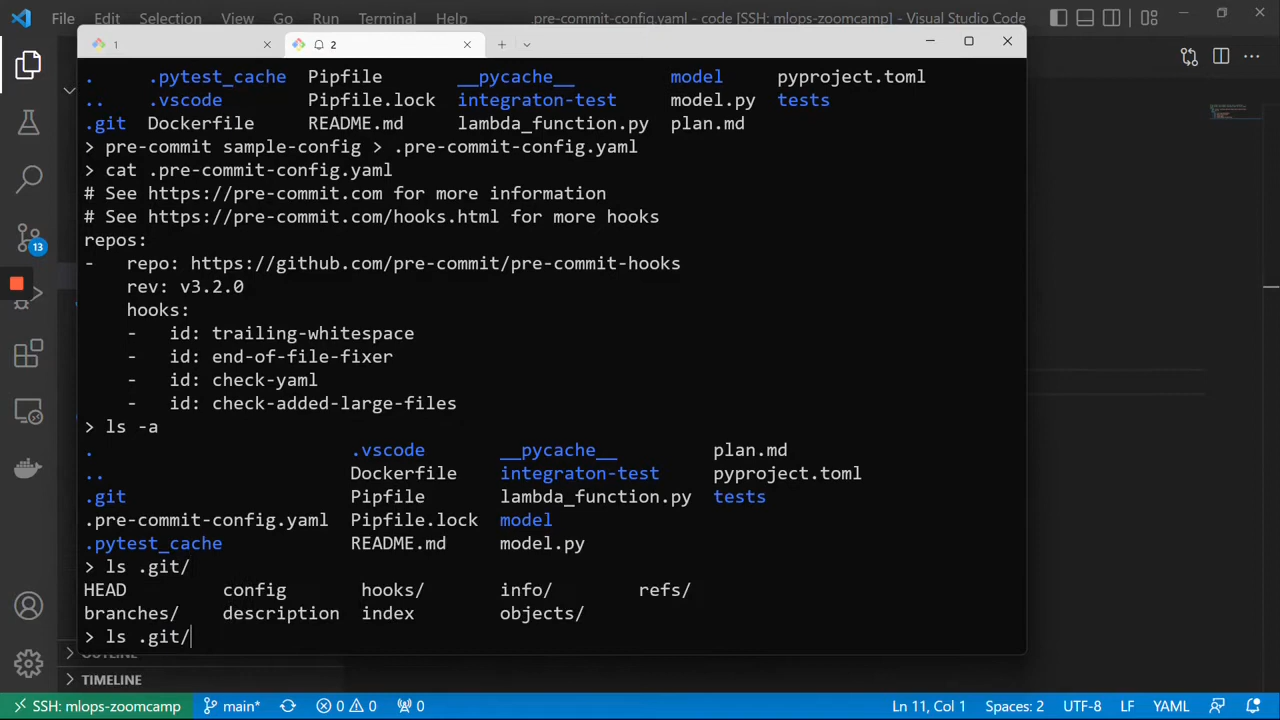 File Edit Selection View Go Run Terminal Help .pre-commit-config.yaml - code [SSH: mlops-zoomcamp] - Visual Studio Code
1 2
. .pytest_cache Pipfile __pycache__ model pyproject.toml
.. .vscode Pipfile.lock integraton-test model.py tests
.git Dockerfile README.md lambda_function.py plan.md
> pre-commit sample-config > .pre-commit-config.yaml
> cat .pre-commit-config.yaml
# See https://pre-commit.com for more information
# See https://pre-commit.com/hooks.html for more hooks
repos:
- repo: https://github.com/pre-commit/pre-commit-hooks
rev: v3.2.0
hooks:
- id: trailing-whitespace
- id: end-of-file-fixer
- id: check-yaml
- id: check-added-large-files
> ls -a
. .vscode __pycache__ plan.md
.. Dockerfile integraton-test pyproject.toml
.git Pipfile lambda_function.py tests
.pre-commit-config.yaml Pipfile.lock model
.pytest_cache README.md model.py
> ls .git/
HEAD config hooks/ info/ refs/
branches/ description index objects/
> ls .git/
13
OUTLINE
TIMELINE
SSH: mlops-zoomcamp main* 0 0 0 Ln 11, Col 1 Spaces: 2 UTF-8 LF YAML